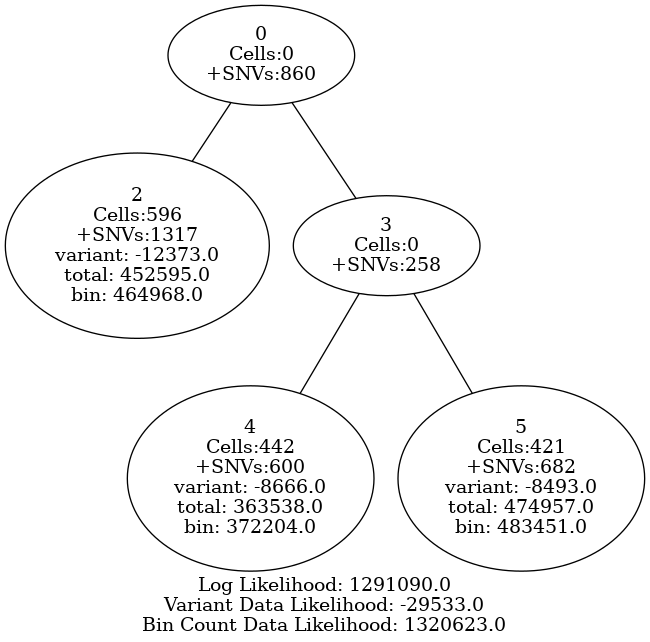 0
Cells:0
+SNVs:860
2
Cells:596
+SNVs:1317
variant: -12373.0
total: 452595.0
bin: 464968.0
3
Cells:0
+SNVs:258
4
Cells:442
+SNVs:600
variant: -8666.0
total: 363538.0
bin: 372204.0
5
Cells:421
+SNVs:682
variant: -8493.0
total: 474957.0
bin: 483451.0
Log Likelihood: 1291090.0
Variant Data Likelihood: -29533.0
Bin Count Data Likelihood: 1320623.0